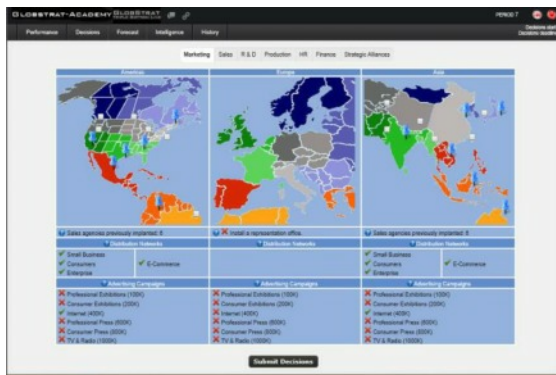 GLOBSTRAT-ACADEMY GLOBSTRAT
PERIOD 7
Performance Decisions Forecast Intelligence History
Marketing Sales R & D Production HR Finance Strategic Alliances
Americas Europe Asia
Sales agencies previously implanted: 6 Install a representation office. Sales agencies previously implanted: 6
Distribution Networks Distribution Networks Distribution Networks
Small Business Small Business
Consumers E-Commerce Consumers E-Commerce
Enterprise Enterprise
Advertising Campaigns Advertising Campaigns Advertising Campaigns
Professional Exhibitions (100K) Professional Exhibitions (100K) Professional Exhibitions (100K)
Consumer Exhibitions (200K) Consumer Exhibitions (200K) Consumer Exhibitions (200K)
Internet (400K) Internet (400K) Internet (400K)
Professional Press (600K) Professional Press (600K) Professional Press (600K)
Consumer Press (800K) Consumer Press (800K) Consumer Press (800K)
TV & Radio (1000K) TV & Radio (1000K) TV & Radio (1000K)
Submit Decisions